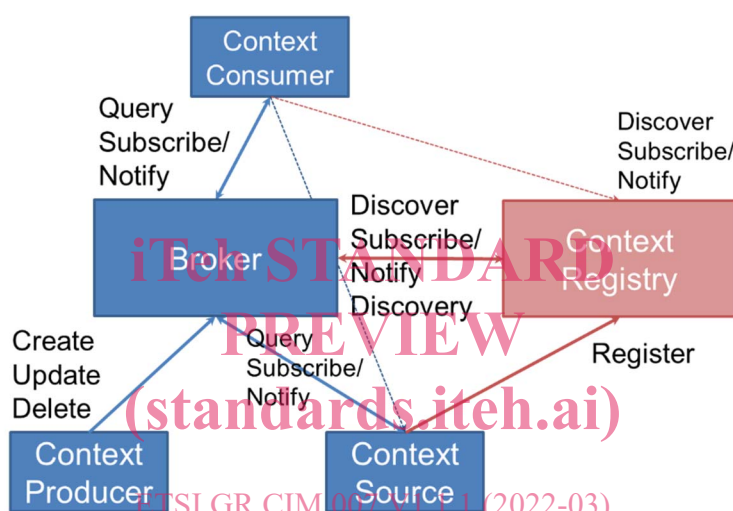 Context
Consumer
Query
Subscribe/
Notify
Discover
Subscribe/
Notify
Broker
Discover
Subscribe/
Notify
Discovery
Context
Registry
iTeh STANDARD
PREVIEW
(standards.iteh.ai)
Create
Update
Delete
Query
Subscribe/
Notify
Register
Context
Producer
Context
Source
ETSI GR CIM 007 V1.1.1 (2022-03)